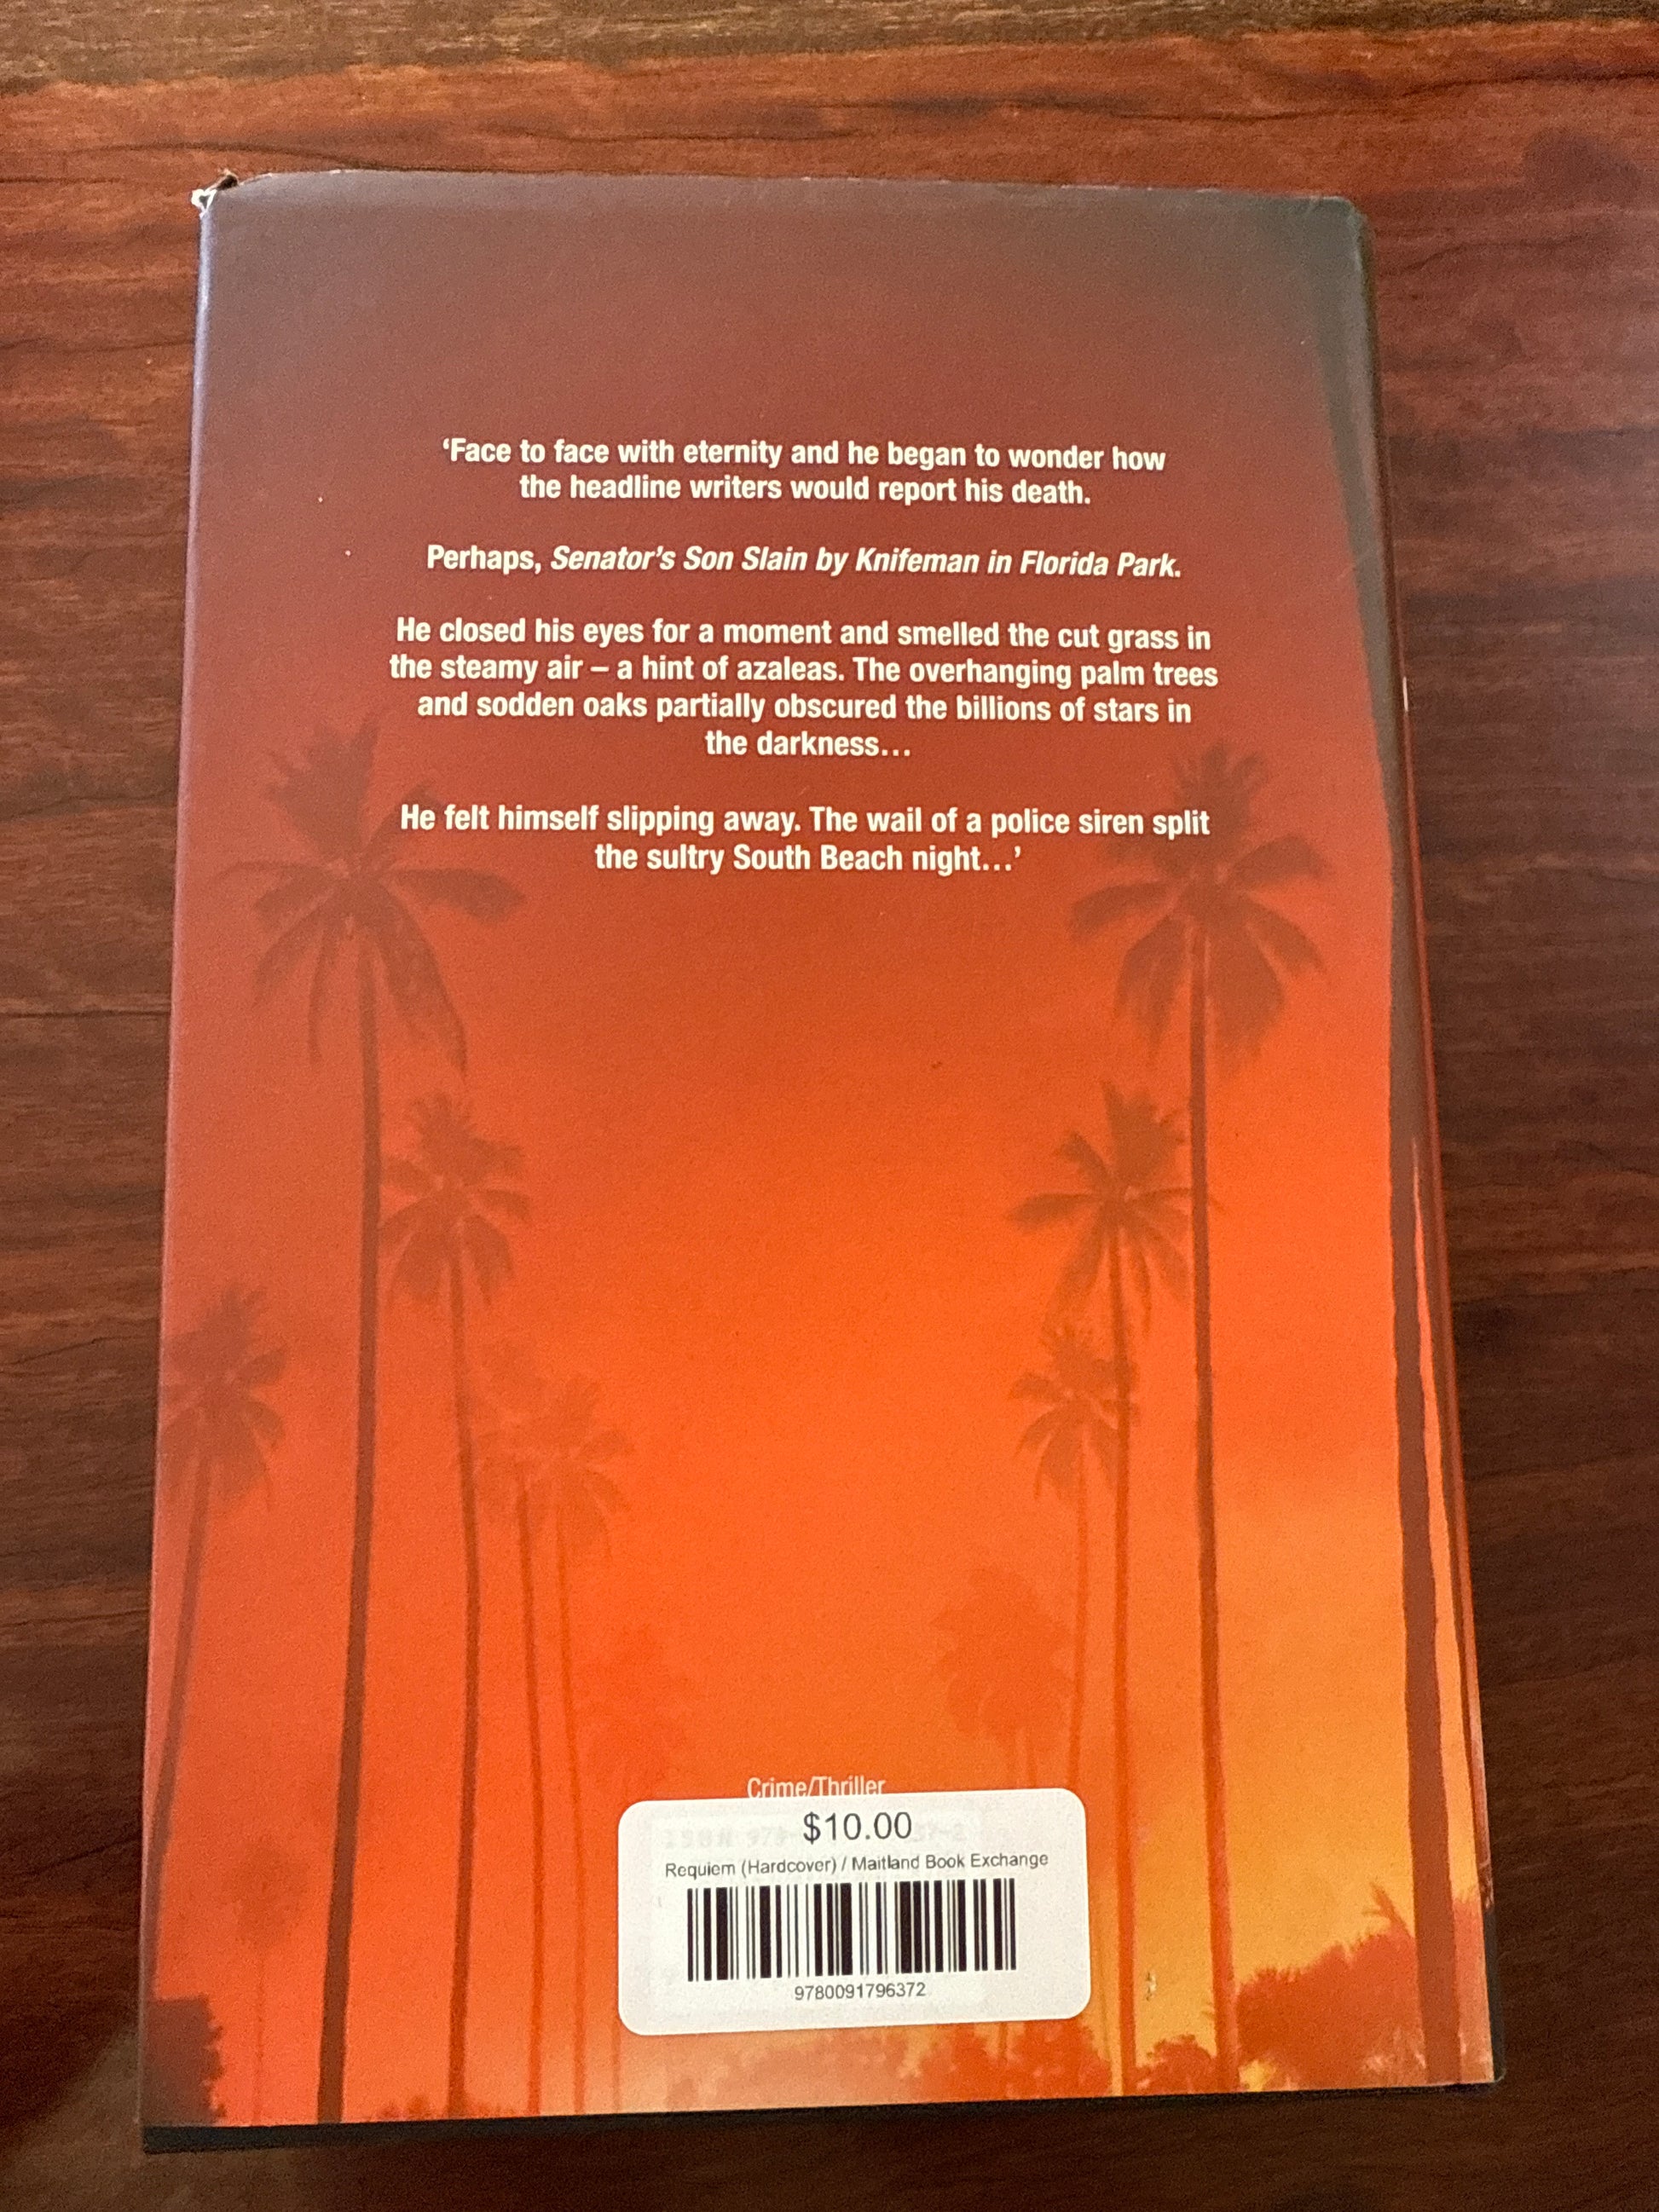 ‘Face to face with eternity and he began to wonder how
the headline writers would report his death.
Perhaps, Senator’s Son Slain by Knifeman in Florida Park.
He closed his eyes for a moment and smelled the cut grass in
the steamy air – a hint of azaleas. The overhanging palm trees
and sodden oaks partially obscured the billions of stars in
the darkness…
He felt himself slipping away. The wail of a police siren split
the sultry South Beach night…’
Crime/Thriller
$10.00
Requiem (Hardcover) / Maitland Book Exchange
9780091796372